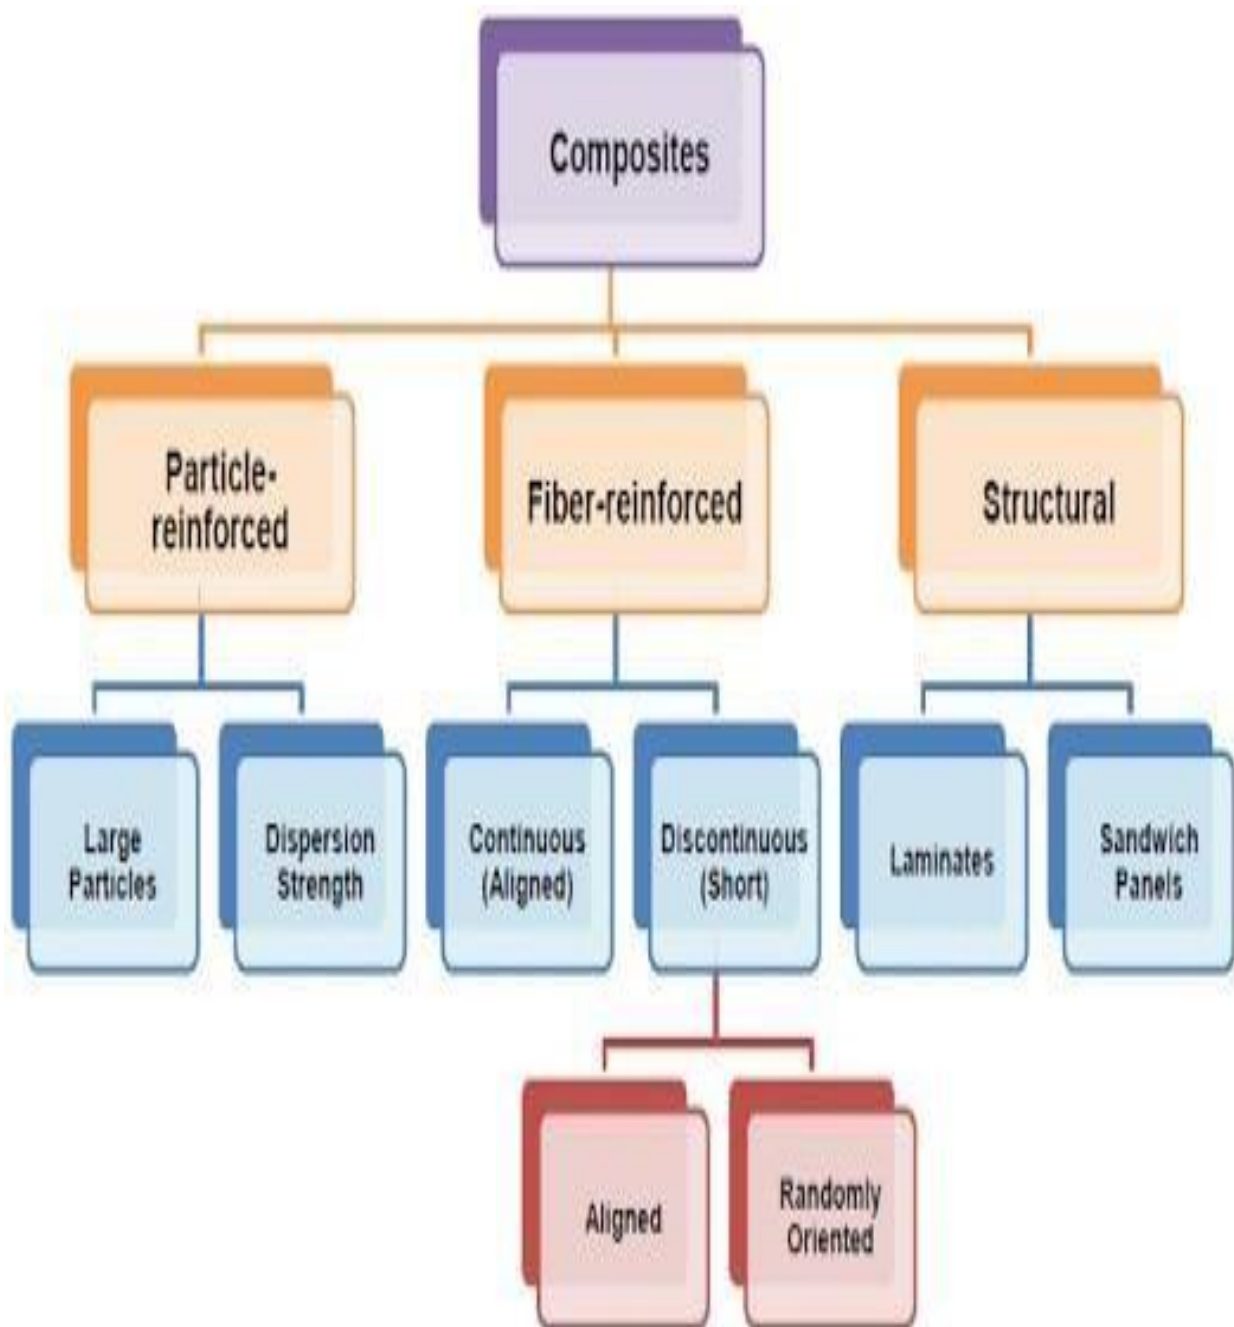 Composites
Particle-
reinforced
Fiber-reinforced
Structural
Large
Particles
Dispersion
Strength
Continuous
(Aligned)
Discontinuous
(Short)
Laminates
Sandwich
Panels
Aligned
Randomly
Oriented